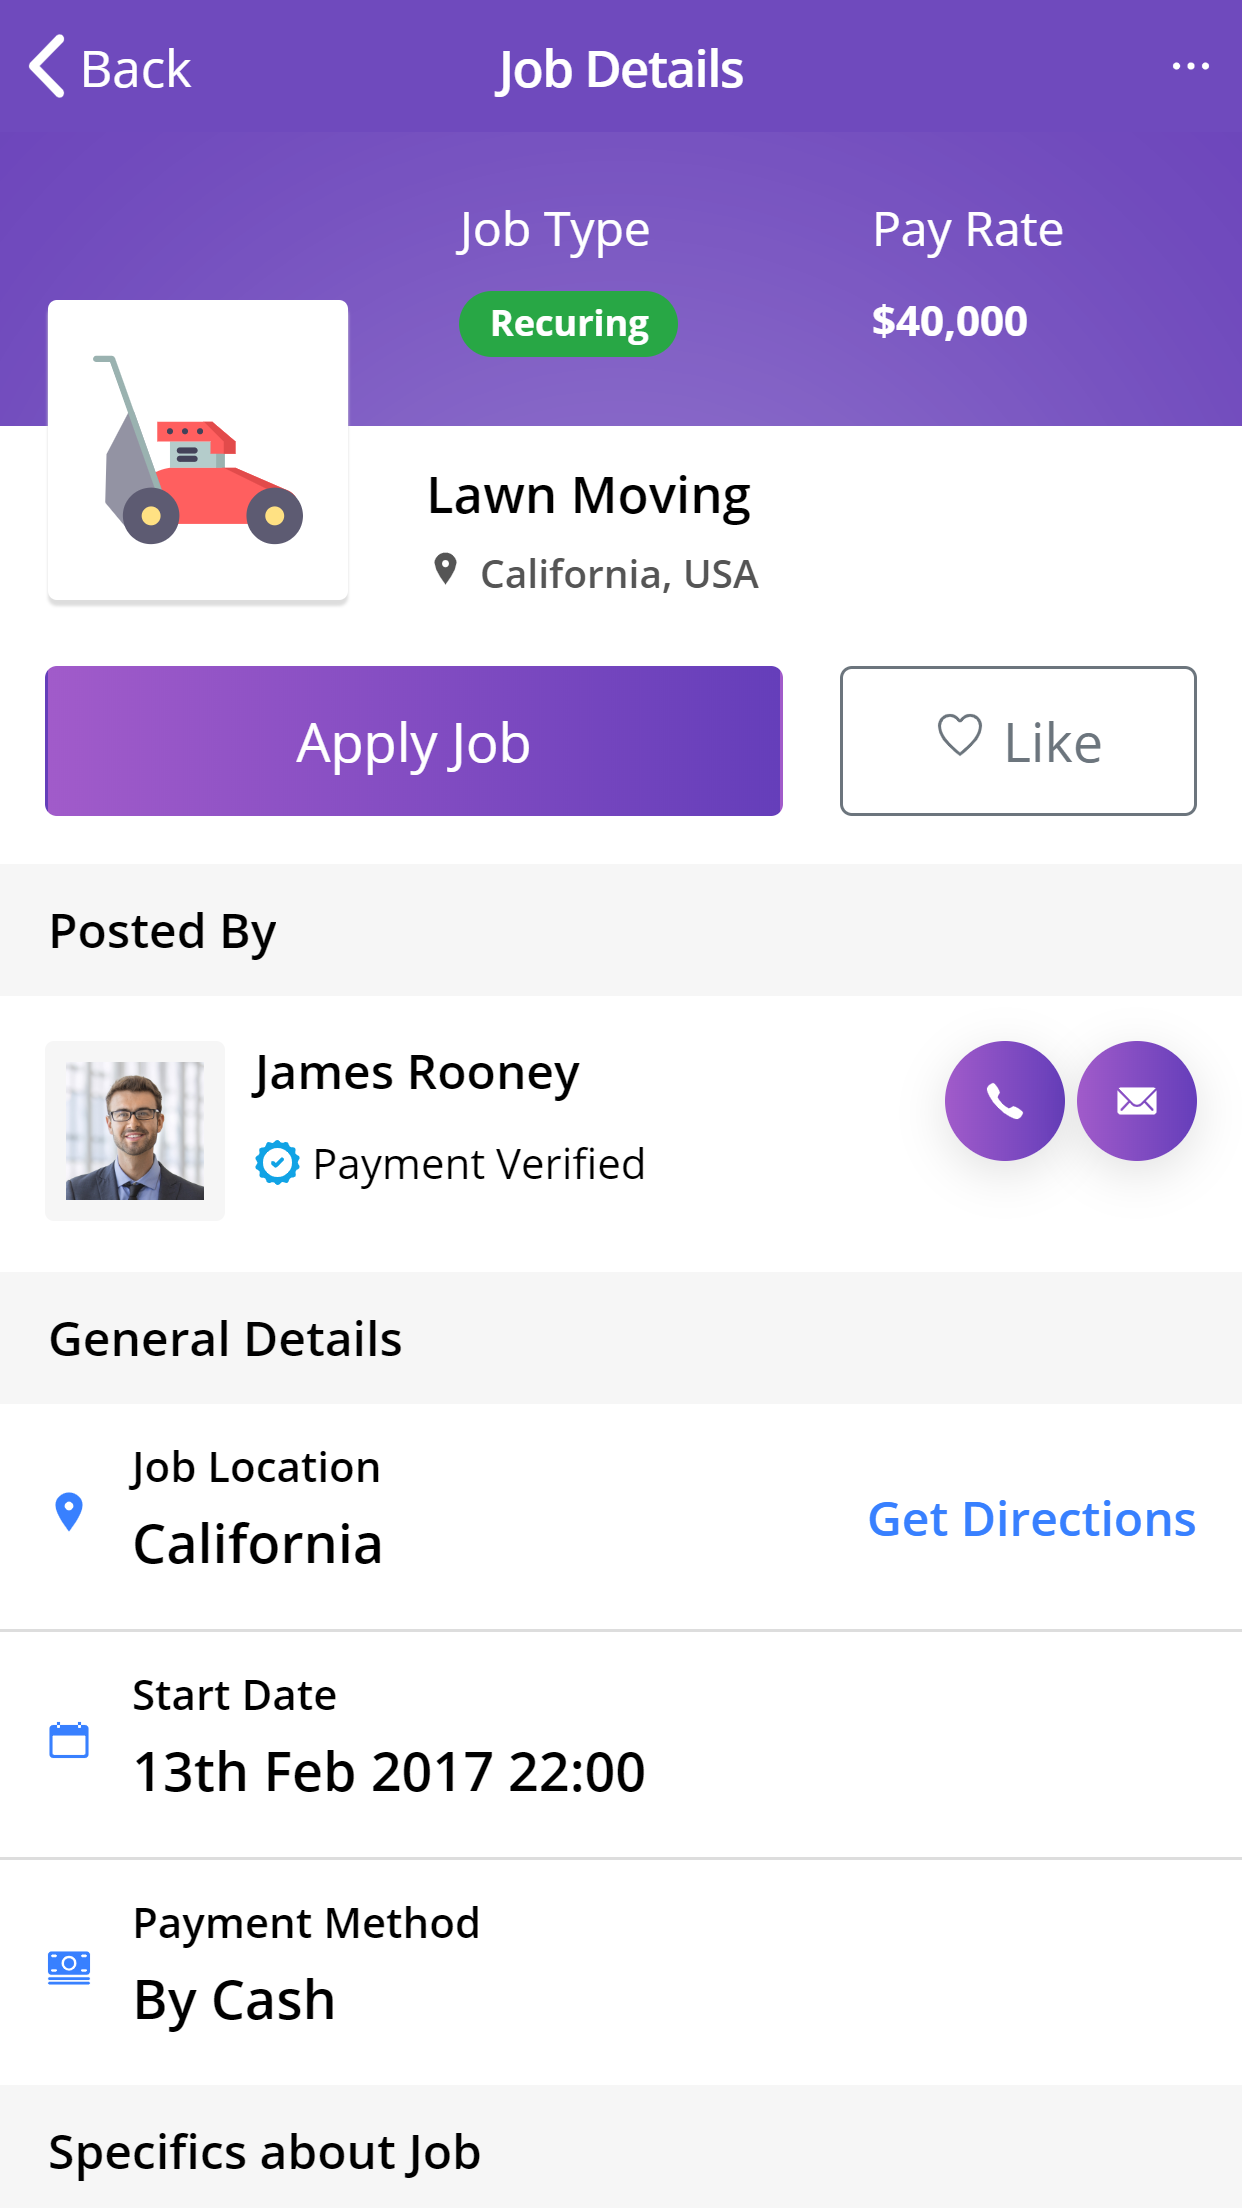 Back
Job Details
Job Type
Pay Rate
Recuring
$40,000
Lawn Moving
California, USA
Apply Job
Like
Posted By
James Rooney
Payment Verified
General Details
Job Location
California
Get Directions
Start Date
13th Feb 2017 22:00
Payment Method
By Cash
Specifics about Job